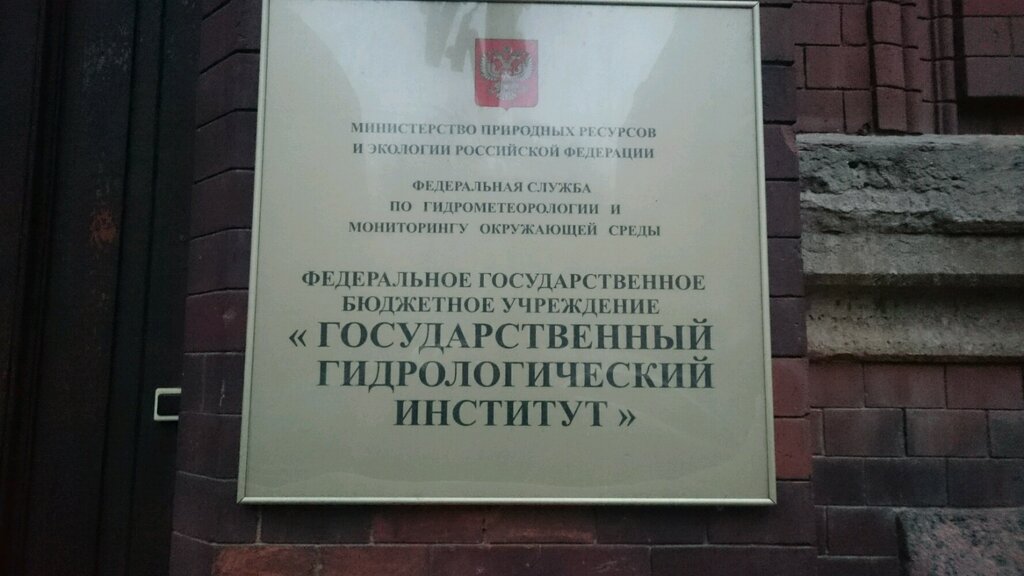 МИНИСТЕРСТВО ПРИРОДНЫХ РЕСУРСОВ
И ЭКОЛОГИИ РОССИЙСКОЙ ФЕДЕРАЦИИ
ФЕДЕРАЛЬНАЯ СЛУЖБА
ПО ГИДРОМЕТЕОРОЛОГИИ И
МОНИТОРИНГУ ОКРУЖАЮЩЕЙ СРЕДЫ
ФЕДЕРАЛЬНОЕ ГОСУДАРСТВЕННОЕ
БЮДЖЕТНОЕ УЧРЕЖДЕНИЕ
« ГОСУДАРСТВЕННЫЙ
ГИДРОЛОГИЧЕСКИЙ
ИНСТИТУТ »